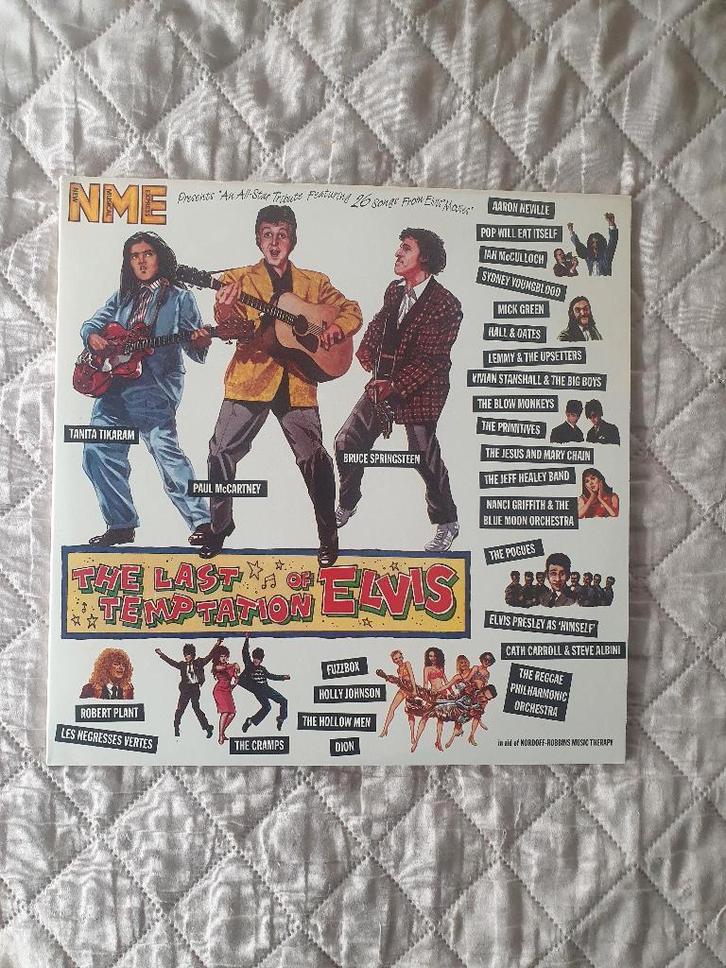 NEW MUSICAL EXPRESS
NME
Presents "An All-Star Tribute Featuring 26 Songs From Elvis' Movies"
AARON NEVILLE
POP WILL EAT ITSELF
IAN McCULLOCH
SYDNEY YOUNGBLOOD
MICK GREEN
HALL & OATES
LEMMY & THE UPSETTERS
VIVIAN STANSHALL & THE BIG BOYS
THE BLOW MONKEYS
THE PRIMITIVES
THE JESUS AND MARY CHAIN
THE JEFF HEALEY BAND
NANCI GRIFFITH & THE
BLUE MOON ORCHESTRA
TANITA TIKARAM
PAUL McCARTNEY
BRUCE SPRINGSTEEN
THE POGUES
THE LAST TEMPTATION OF ELVIS
ELVIS PRESLEY AS 'HIMSELF'
CATH CARROLL & STEVE ALBINI
THE REGGAE
PHILHARMONIC
ORCHESTRA
ROBERT PLANT
LES NEGRESSES VERTES
THE CRAMPS
FUZZBOX
HOLLY JOHNSON
THE HOLLOW MEN
DION
in aid of NORDOFF-ROBBINS MUSIC THERAPY